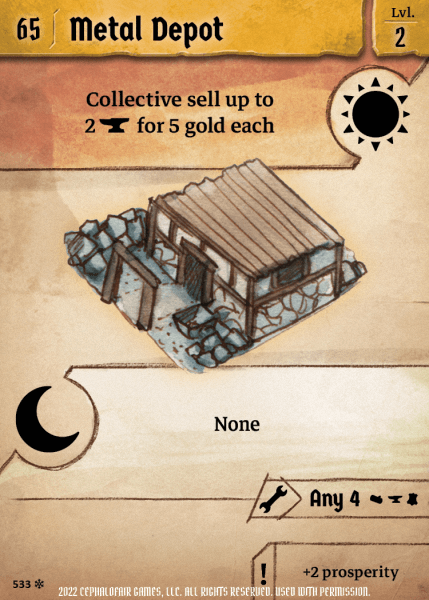 65 Metal Depot
Lvl.
2
Collective sell up to
2 for 5 gold each
None
Any 4
! +2 prosperity
533
2022 CEPHALOFAIR GAMES, LLC. ALL RIGHTS RESERVED. USED WITH PERMISSION.